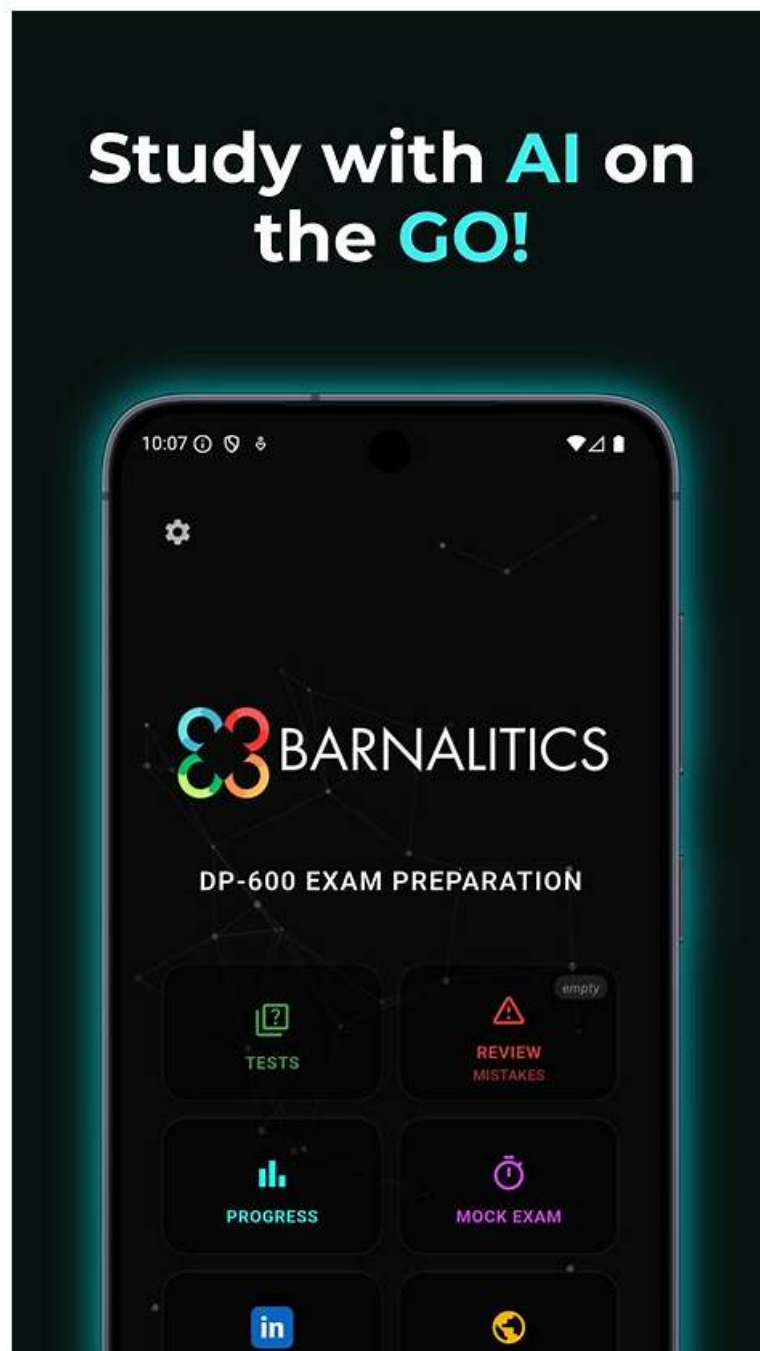 Study with AI on
the GO!
10:07
BARNALITICS
DP-600 EXAM PREPARATION
empty
TESTS
REVIEW
MISTAKES
PROGRESS
MOCK EXAM
in